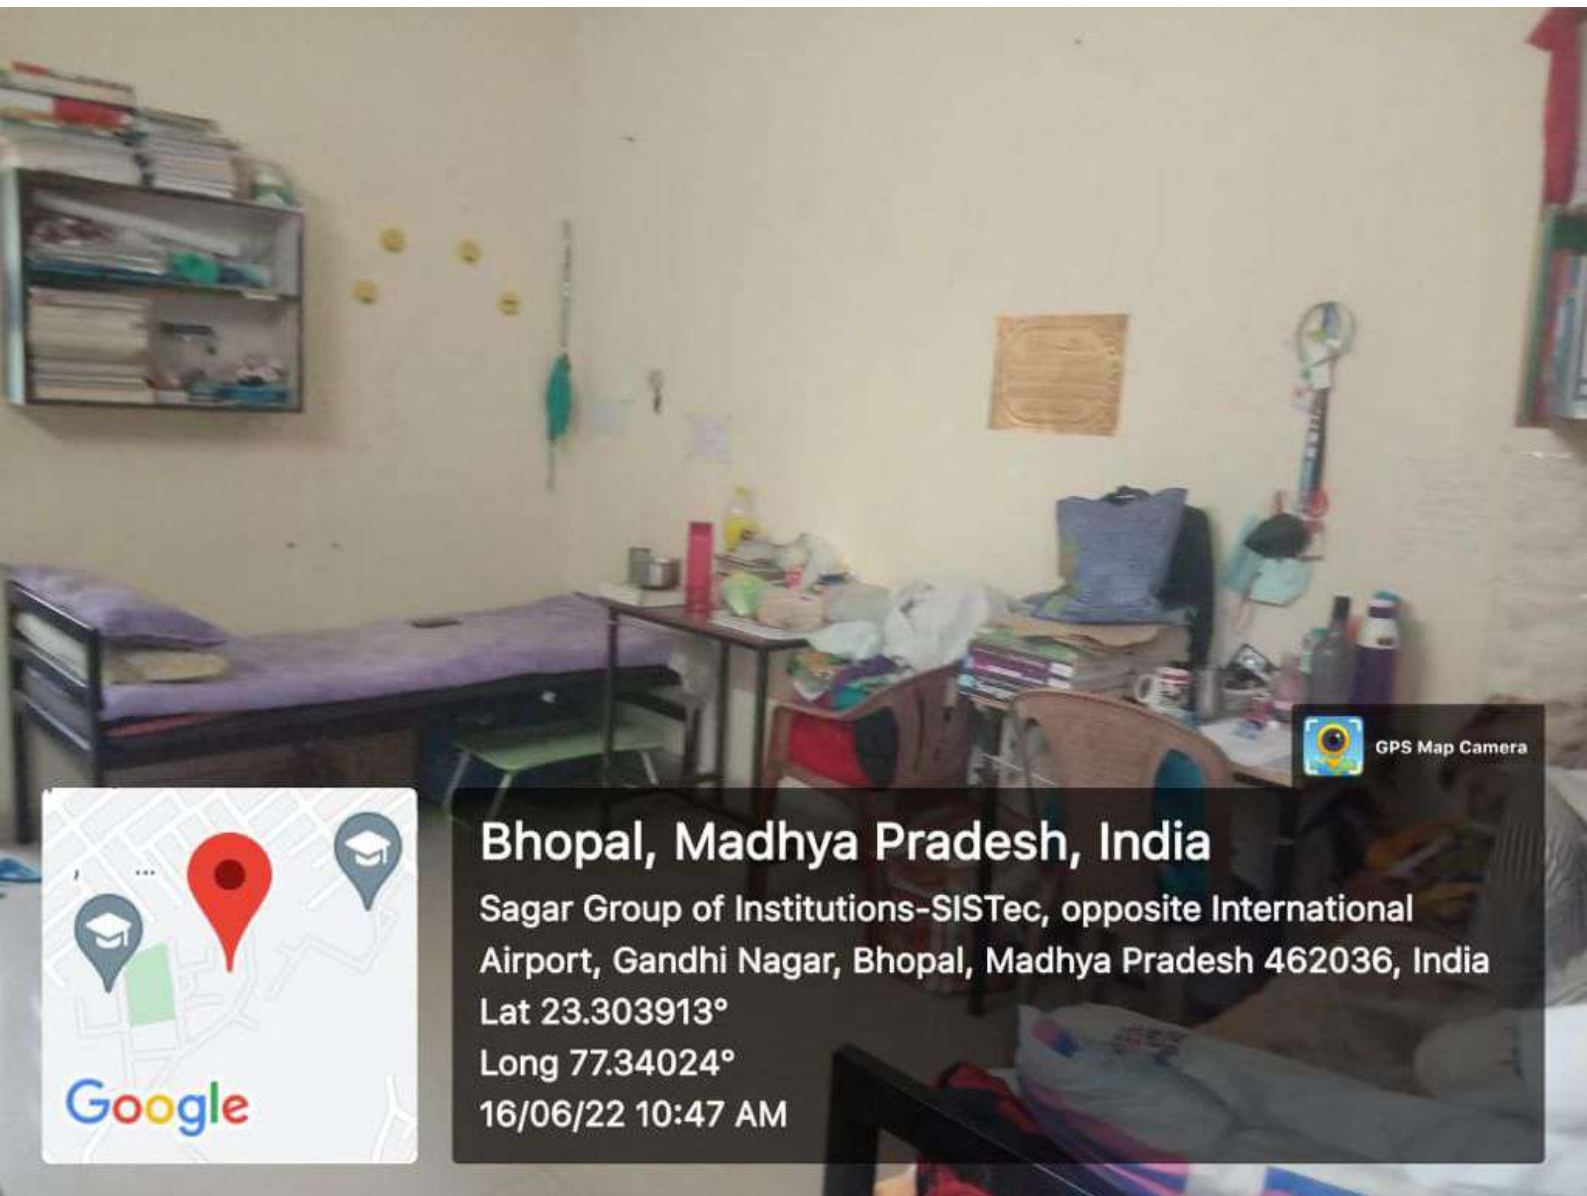 GPS Map Camera
Bhopal, Madhya Pradesh, India
Sagar Group of Institutions-SISTec, opposite International
Airport, Gandhi Nagar, Bhopal, Madhya Pradesh 462036, India
Lat 23.303913°
Long 77.34024°
16/06/22 10:47 AM
Google